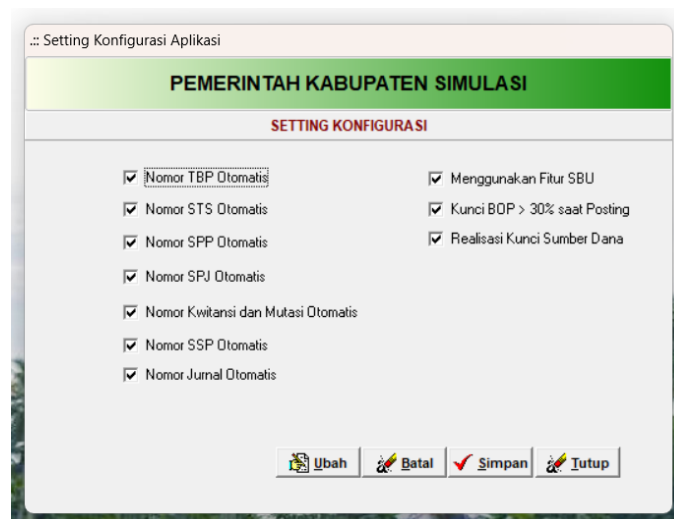 .:: Setting Konfigurasi Aplikasi
PEMERINTAH KABUPATEN SIMULASI
SETTING KONFIGURASI
Nomor TBP Otomatis
Nomor STS Otomatis
Nomor SPP Otomatis
Nomor SPJ Otomatis
Nomor Kwitansi dan Mutasi Otomatis
Nomor SSP Otomatis
Nomor Jurnal Otomatis
Menggunakan Fitur SBU
Kunci BOP > 30% saat Posting
Realisasi Kunci Sumber Dana
Ubah Batal Simpan Tutup